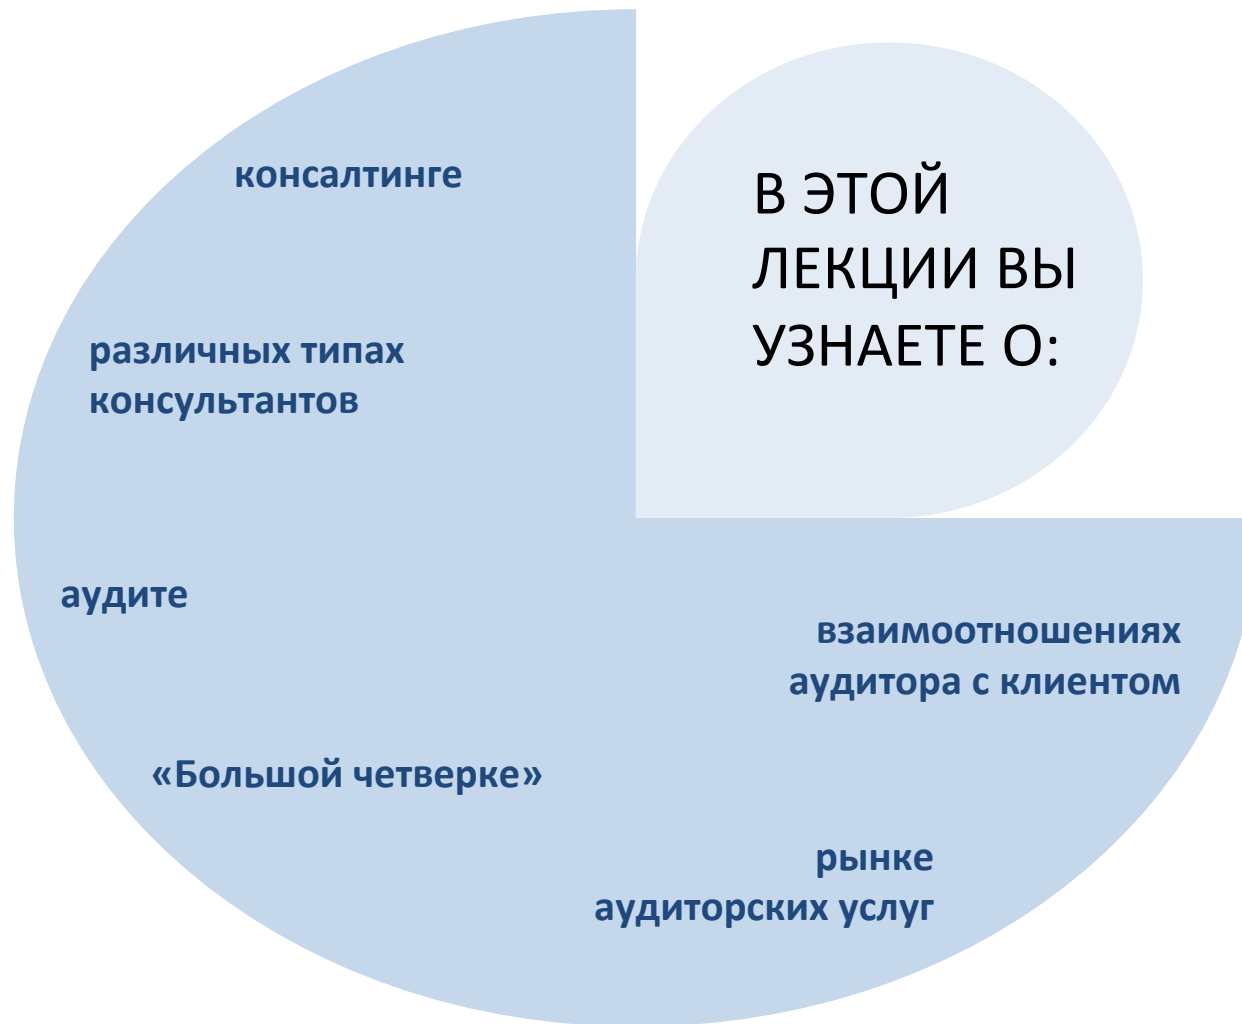 В ЭТОЙ
ЛЕКЦИИ ВЫ
УЗНАЕТЕ О:
консалтинге
различных типах
консультантов
аудите
«Большой четверке»
рынке
аудиторских услуг
взаимоотношениях
аудитора с клиентом